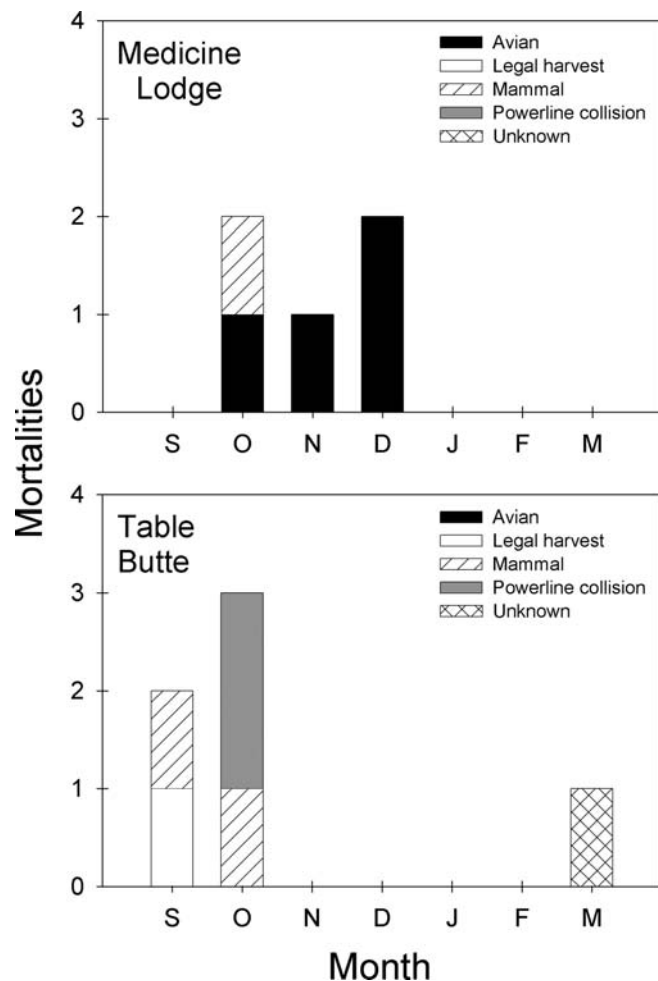 Mortalities
Medicine
Lodge
Avian
Legal harvest
Mammal
Powerline collision
Unknown
4
3
2
1
0
S O N D J F M
Table
Butte
Avian
Legal harvest
Mammal
Powerline collision
Unknown
4
3
2
1
0
S O N D J F M
Month